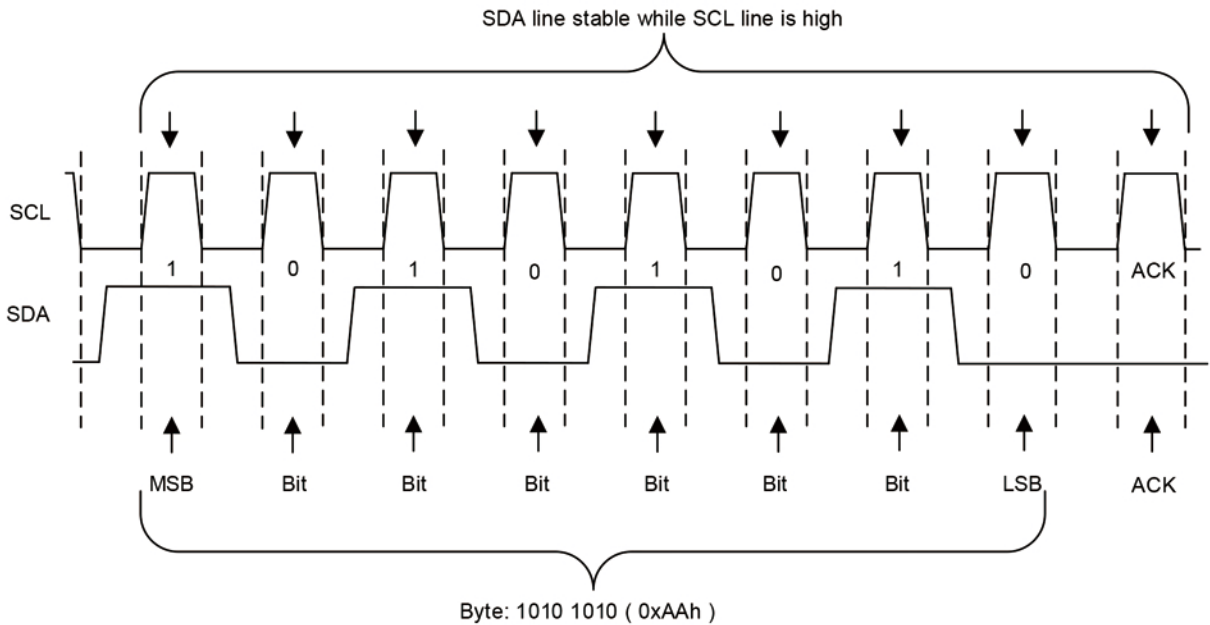 SDA line stable while SCL line is high
SCL
1 0 1 0 1 0 1 0 ACK
SDA
MSB Bit Bit Bit Bit Bit Bit LSB ACK
Byte: 1010 1010 ( 0xAAh )